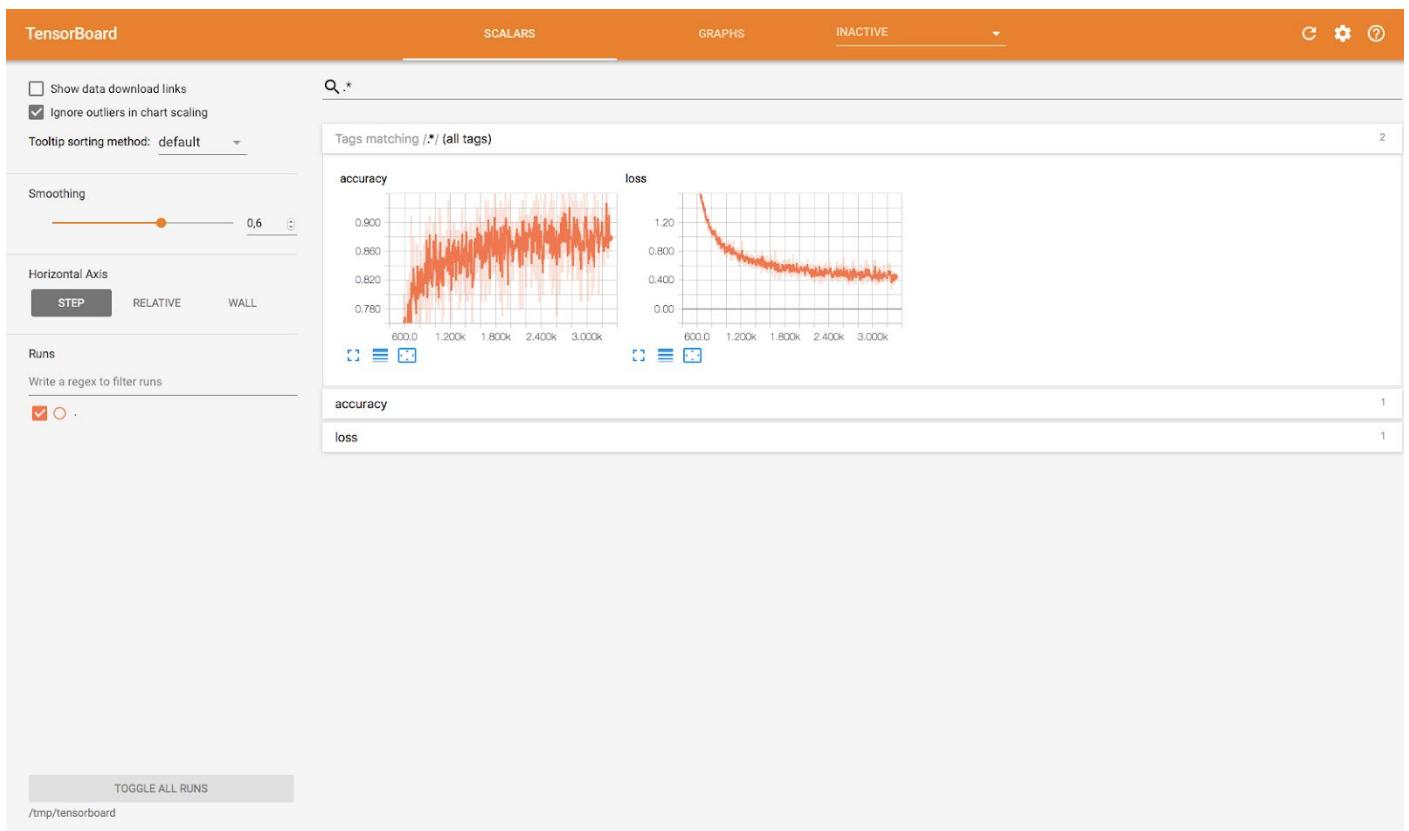 TensorBoard SCALARS GRAPHS INACTIVE
Show data download links
Ignore outliers in chart scaling
Tooltip sorting method: default
Smoothing
0,6
Horizontal Axis
STEP RELATIVE WALL
Runs
Write a regex to filter runs
.
TOGGLE ALL RUNS
/tmp/tensorboard
.*
Tags matching /.*/ (all tags) 2
accuracy
0.900
0.860
0.820
0.780
600.0 1.200k 1.800k 2.400k 3.000k
loss
1.20
0.800
0.400
0.00
600.0 1.200k 1.800k 2.400k 3.000k
accuracy 1
loss 1